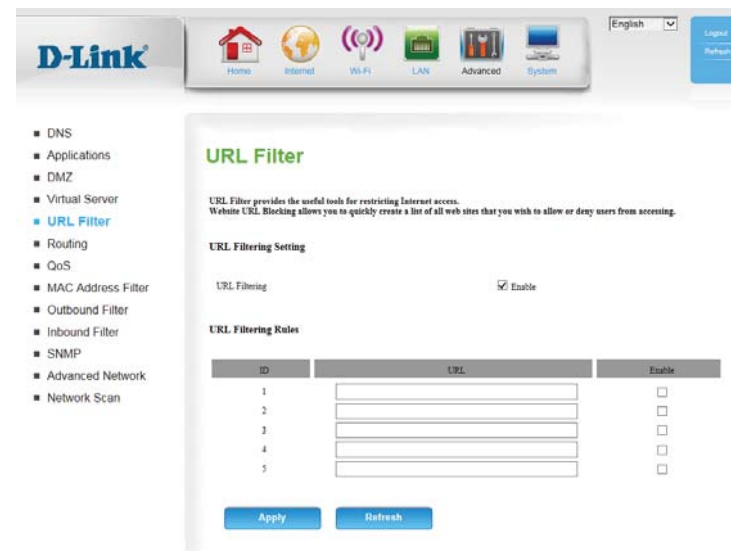 D-Link
Home
Internet
Wi-Fi
LAN
Advanced
System
English
Logout
Refresh
DNS
Applications
DMZ
Virtual Server
URL Filter
Routing
QoS
MAC Address Filter
Outbound Filter
Inbound Filter
SNMP
Advanced Network
Network Scan
URL Filter
URL Filter provides the useful tools for restricting Internet access.
Website URL Blocking allows you to quickly create a list of all web sites that you wish to allow or deny users from accessing.
URL Filtering Setting
URL Filtering Enable
URL Filtering Rules
ID URL Enable
1
2
3
4
5
Apply Refresh